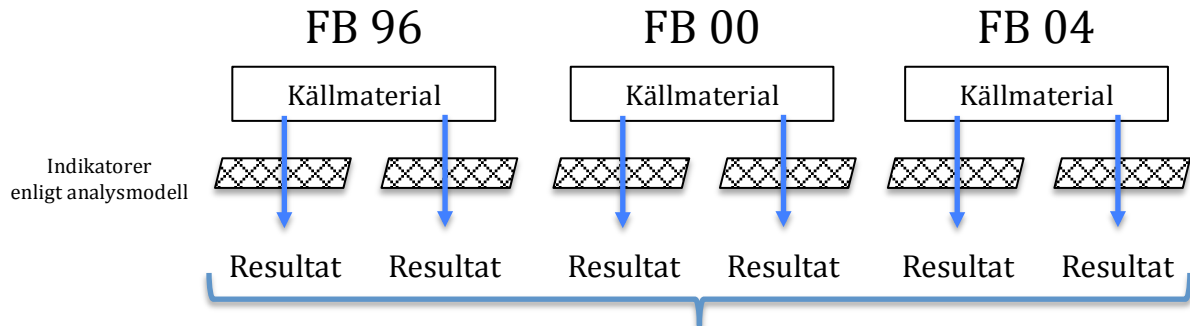 FB 96 FB 00 FB 04
Källmaterial Källmaterial Källmaterial
Indikatorer
enligt analysmodell
Resultat Resultat Resultat Resultat Resultat Resultat